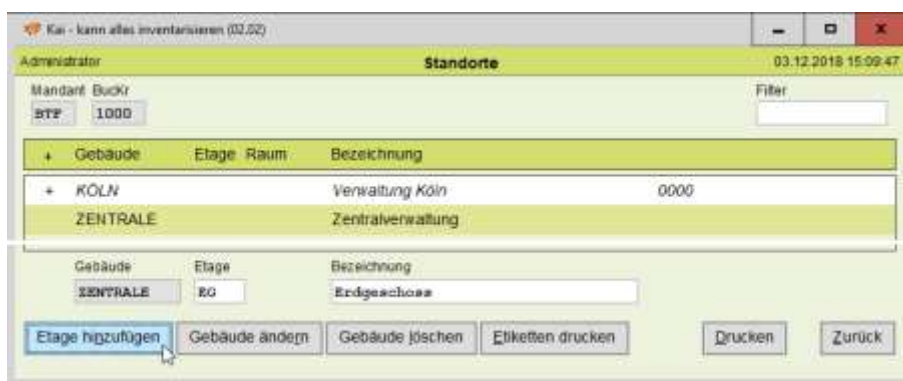 Kai - kann alles inventarisieren (02.02)
Administrator Standorte 03.12.2018 15:09:47
Mandant BucKr Filter
BTP 1000
+ Gebäude Etage Raum Bezeichnung
+ KÖLN Verwaltung Köln 0000
ZENTRALE Zentralverwaltung
Gebäude Etage Bezeichnung
ZENTRALE EG Erdgeschoss
Etage hinzufügen Gebäude ändern Gebäude löschen Etiketten drucken Drucken Zurück